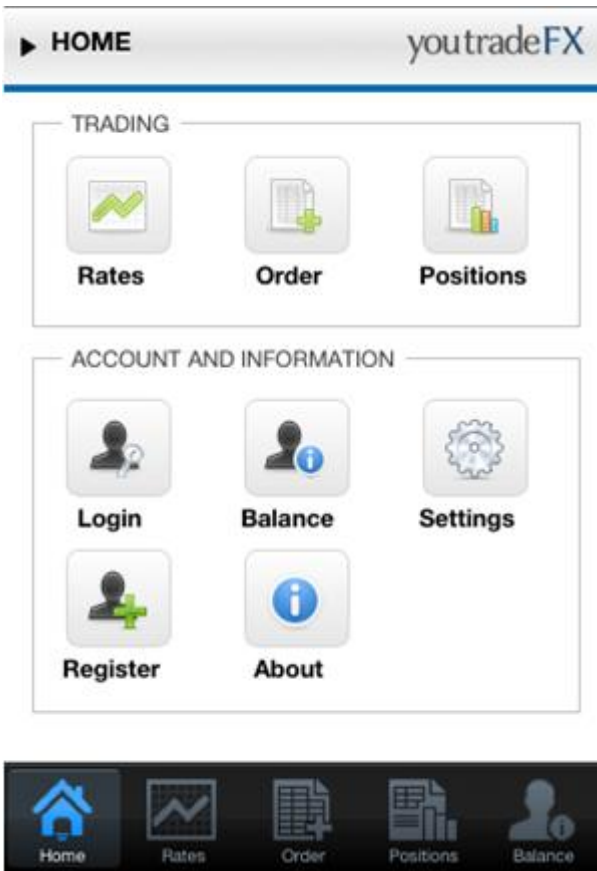 HOME
youtradeFX
TRADING
Rates Order Positions
ACCOUNT AND INFORMATION
Login Balance Settings
Register About
Home Rates Order Positions Balance